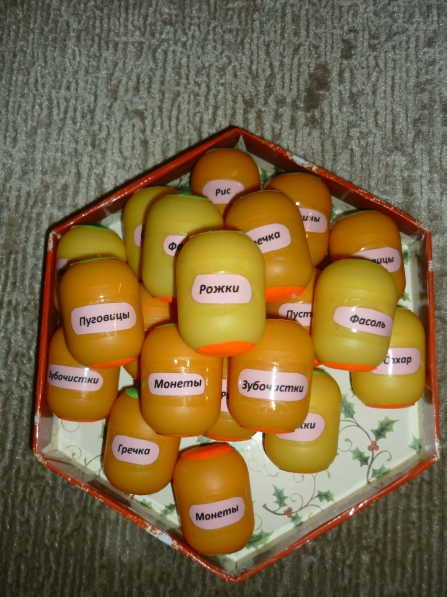 Рис
Рожки
Пуговицы
Фасоль
Сахар
Зубочистки
Монеты
Зубочистки
Гречка
Монеты